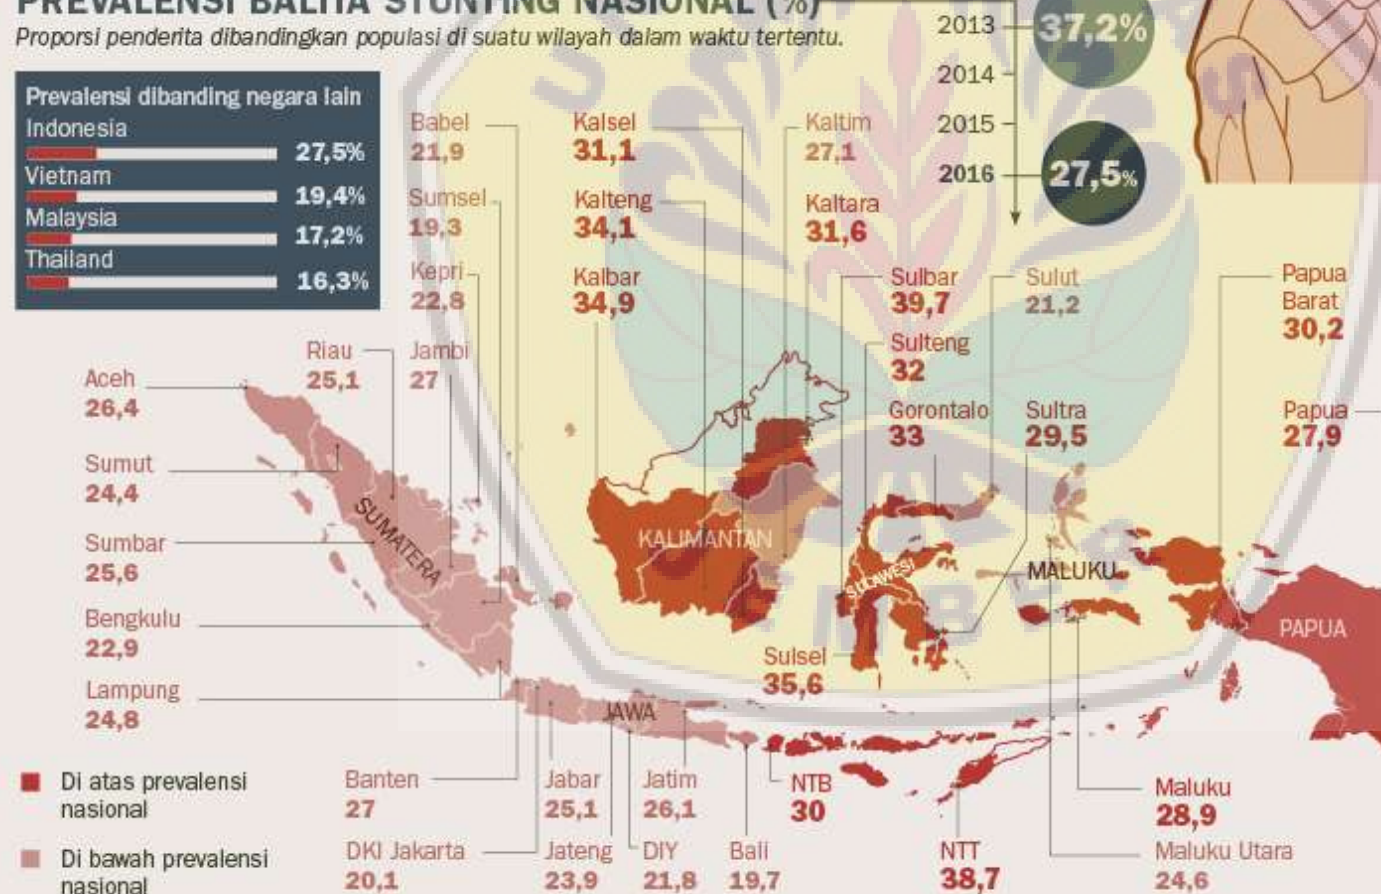 PREVALENSI BALITA STUNTING NASIONAL (%)
Proporsi penderita dibandingkan populasi di suatu wilayah dalam waktu tertentu.
2013
37,2%
2014
2015
2016
27,5%
Prevalensi dibanding negara lain
Indonesia
27,5%
Vietnam
19,4%
Malaysia
17,2%
Thailand
16,3%
Babel
21,9
Sumsel
19,3
Kepri
22,8
Riau
25,1
Jambi
27
Kalsel
31,1
Kalteng
34,1
Kalbar
34,9
Kaltim
27,1
Kaltara
31,6
Sulbar
39,7
Sulteng
32
Gorontalo
33
Sulut
21,2
Sultra
29,5
Papua
Barat
30,2
Papua
27,9
Aceh
26,4
Sumut
24,4
Sumbar
25,6
Bengkulu
22,9
Lampung
24,8
SUMATERA
KALIMANTAN
SULAWESI
MALUKU
PAPUA
JAWA
Sulsel
35,6
Di atas prevalensi
nasional
Di bawah prevalensi
nasional
Banten
27
DKI Jakarta
20,1
Jabar
25,1
Jateng
23,9
Jatim
26,1
DIY
21,8
Bali
19,7
NTB
30
NTT
38,7
Maluku
28,9
Maluku Utara
24,6